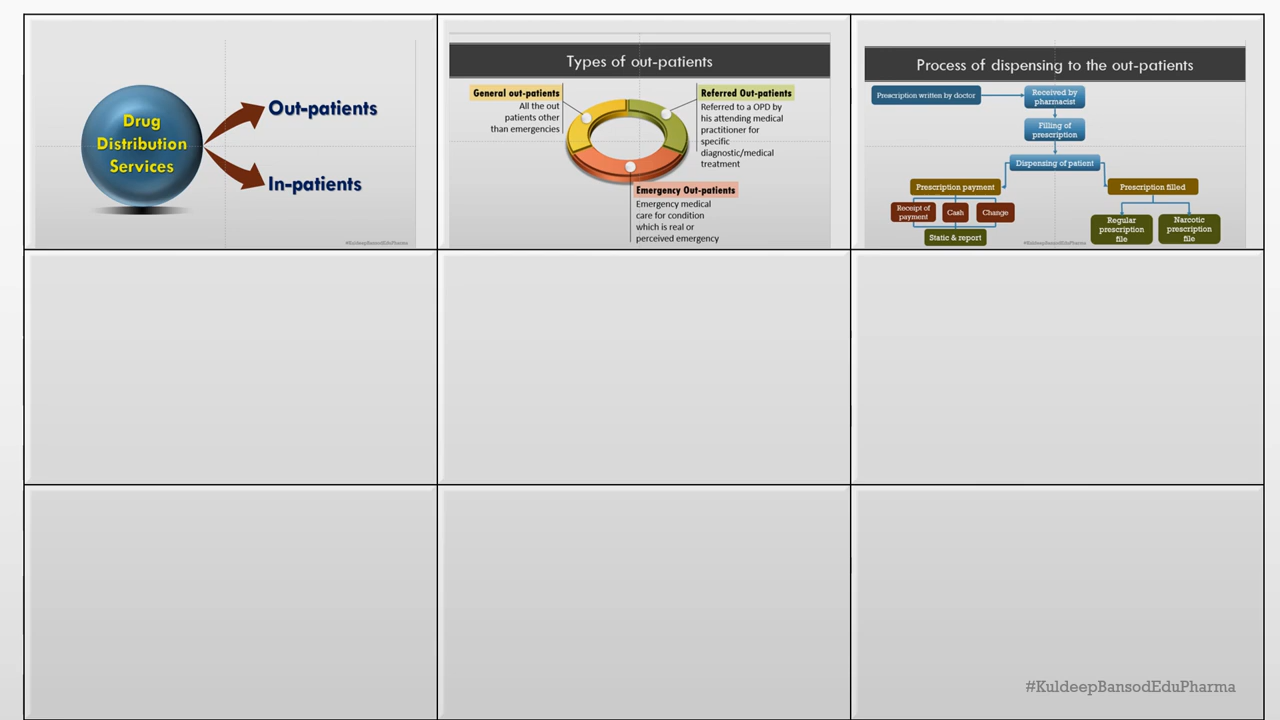 Drug
Distribution
Services
Out-patients
In-patients
#KuldeepBansodEduPharma
Types of out-patients
General out-patients
All the out
patients other
than emergencies
Referred Out-patients
Referred to a OPD by
his attending medical
practitioner for
specific
diagnostic/medical
treatment
Emergency Out-patients
Emergency medical
care for condition
which is real or
perceived emergency
Process of dispensing to the out-patients
Prescription written by doctor
Received by
pharmacist
Filling of
prescription
Dispensing of patient
Prescription payment
Prescription filled
Receipt of
payment
Cash
Change
Static & report
Regular
prescription
file
Narcotic
prescription
file
#KuldeepBansodEduPharma
#KuldeepBansodEduPharma